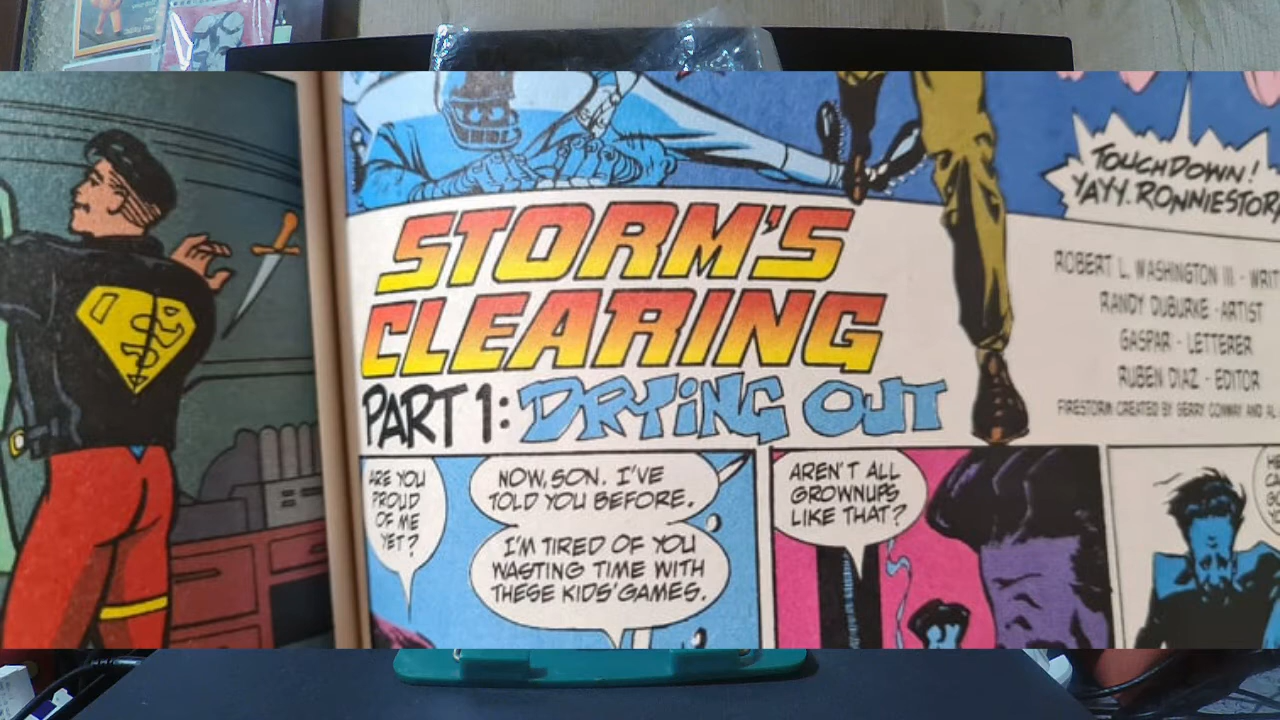 TOUCHDOWN!
YAYY. RONNIESTOR
STORM'S
CLEARING
PART 1: DRYING OUT
ROBERT L. WASHINGTON III - WRIT
RANDY DUBURKE - ARTIST
GASPAR - LETTERER
RUBEN DIAZ - EDITOR
FIRESTORM CREATED BY GERRY CONWAY AND AL
ARE YOU
PROUD
OF ME
YET?
NOW, SON. I'VE
TOLD YOU BEFORE.
I'M TIRED OF YOU
WASTING TIME WITH
THESE KIDS' GAMES.
AREN'T ALL
GROWNUPS
LIKE THAT?
S